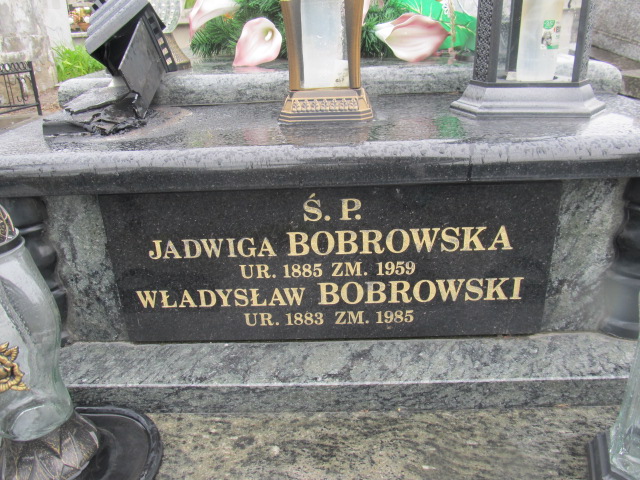 Ś. P.
JADWIGA BOBROWSKA
UR. 1885 ZM. 1959
WŁADYSŁAW BOBROWSKI
UR. 1883 ZM. 1985